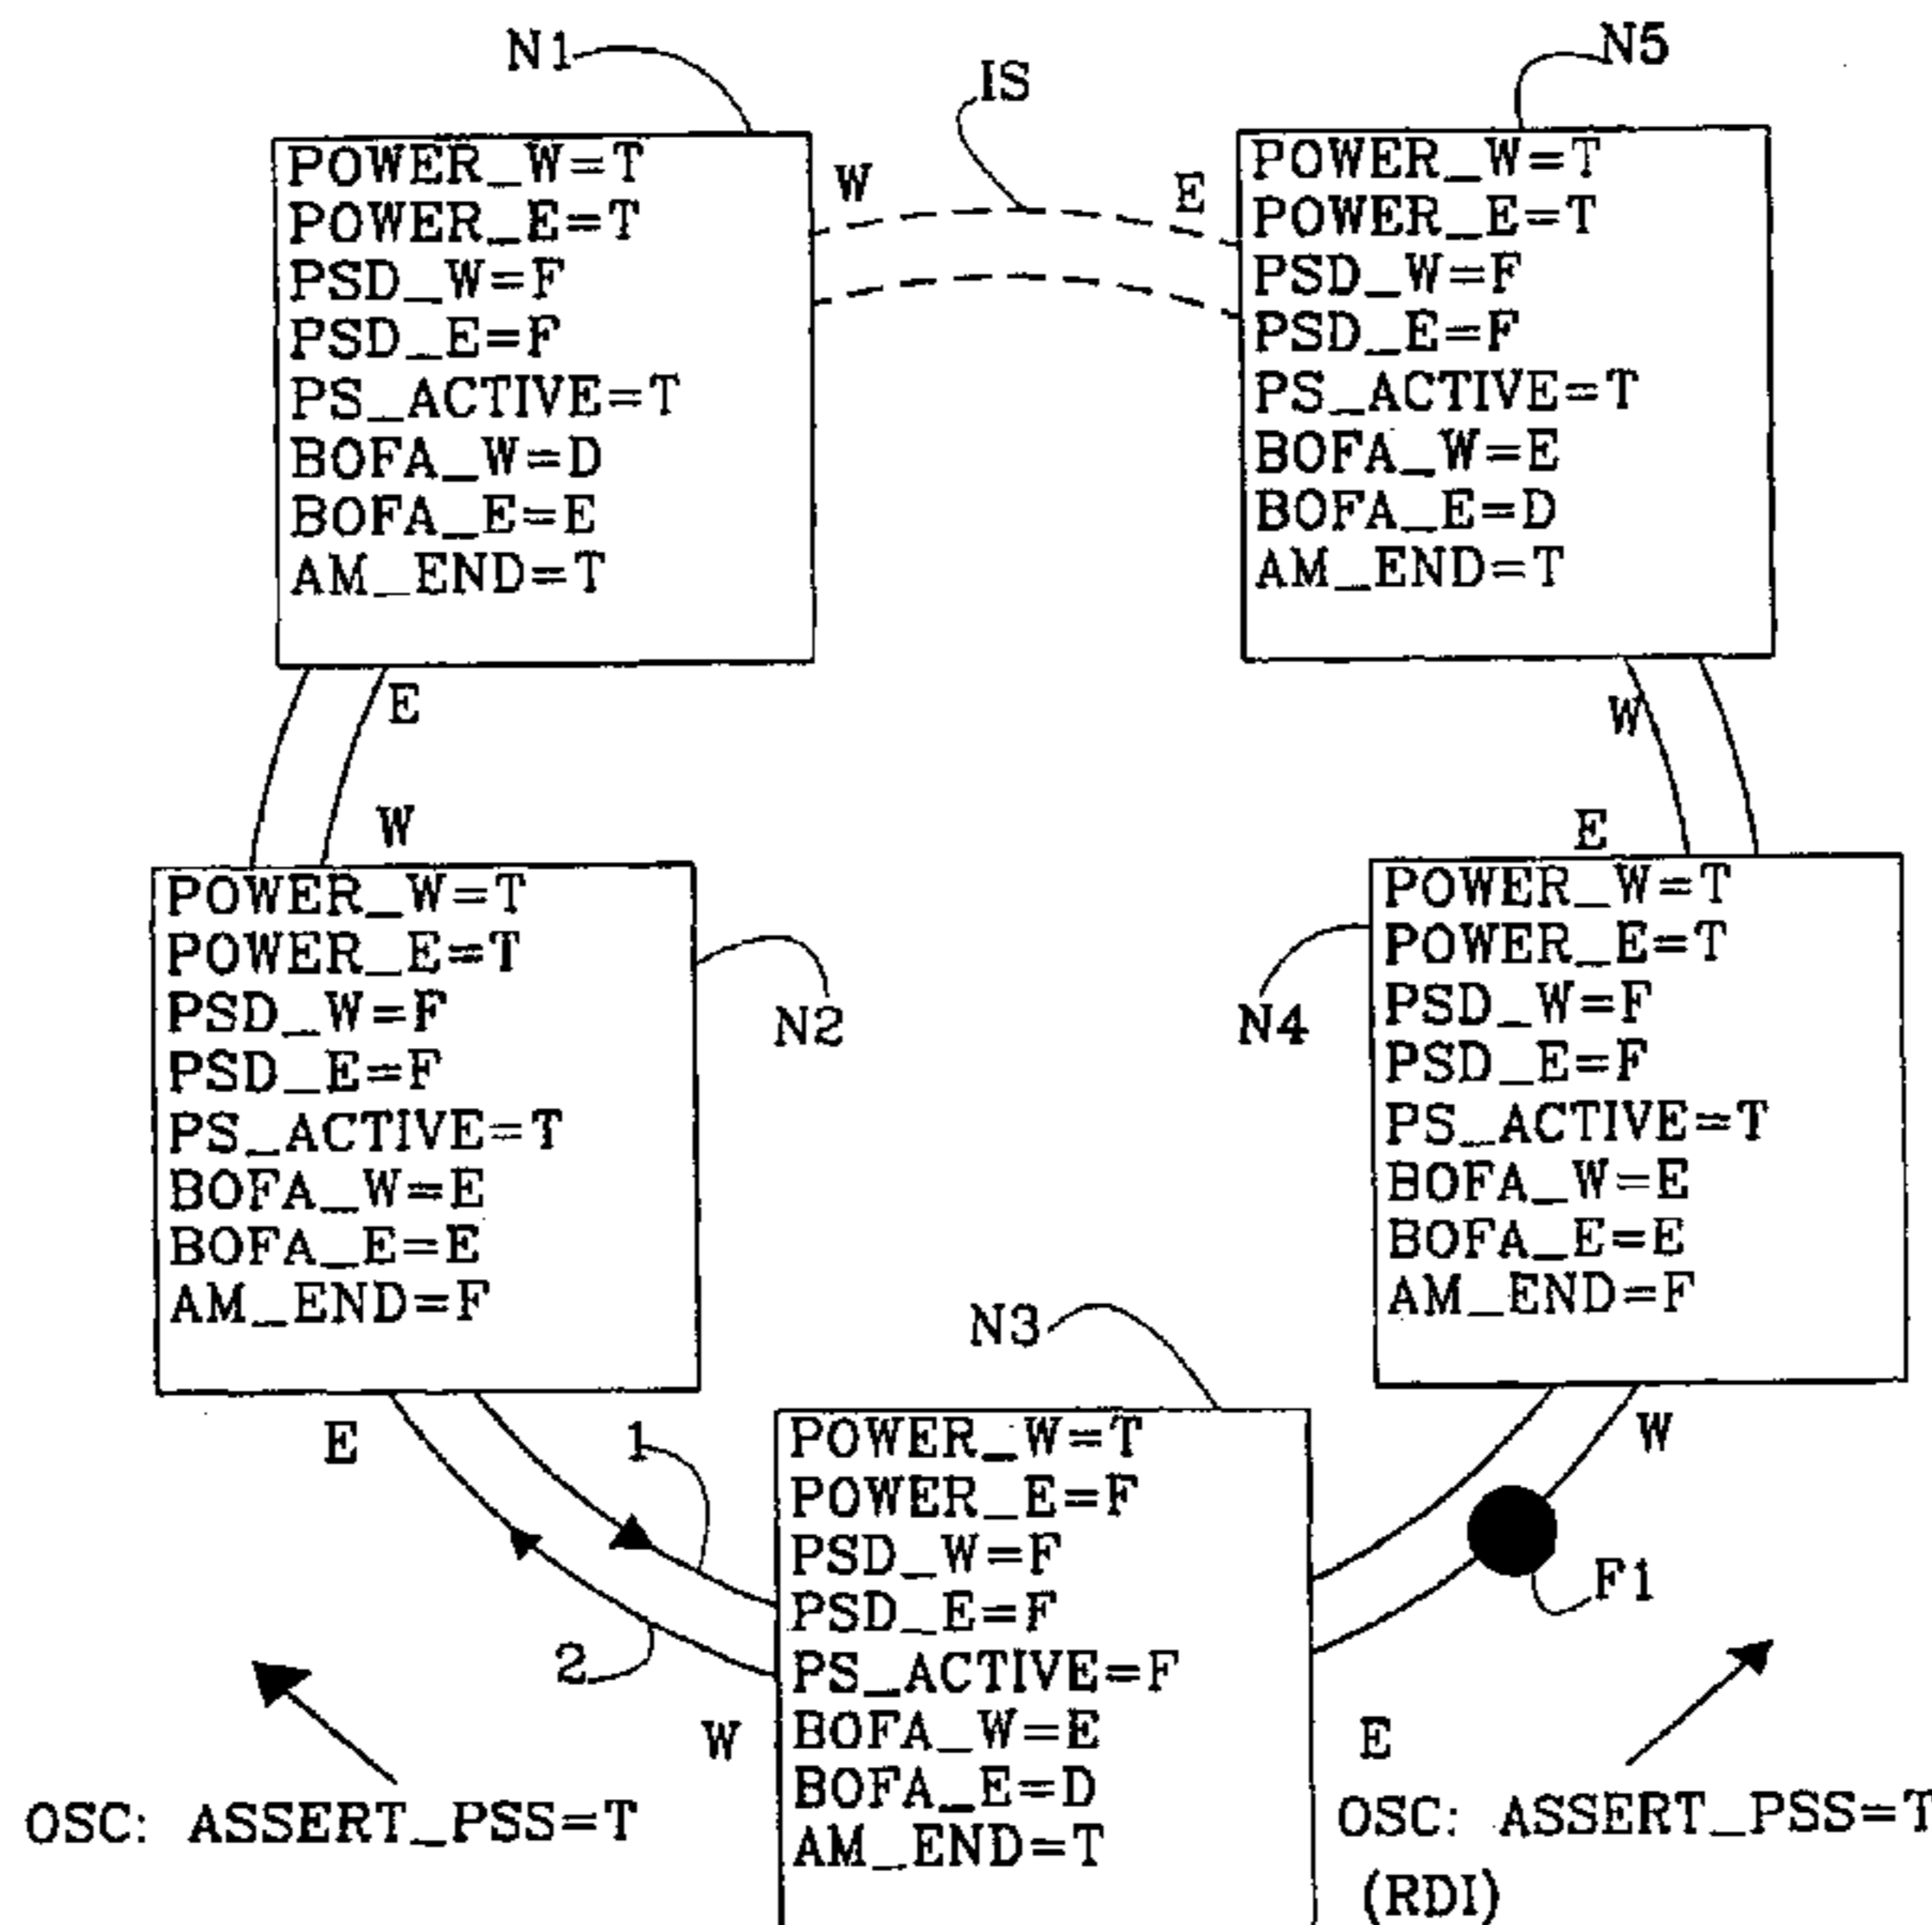 N1
IS
N5
POWER_W=T
POWER_E=T
PSD_W=F
PSD_E=F
PS_ACTIVE=T
BOFA_W=D
BOFA_E=E
AM_END=T
W
E
POWER_W=T
POWER_E=T
PSD_W=F
PSD_E=F
PS_ACTIVE=T
BOFA_W=E
BOFA_E=D
AM_END=T
E
W
W
E
POWER_W=T
POWER_E=T
PSD_W=F
PSD_E=F
PS_ACTIVE=T
BOFA_W=E
BOFA_E=E
AM_END=F
N2
N4
POWER_W=T
POWER_E=T
PSD_W=F
PSD_E=F
PS_ACTIVE=T
BOFA_W=E
BOFA_E=E
AM_END=F
N3
E
1
2
W
POWER_W=T
POWER_E=F
PSD_W=F
PSD_E=F
PS_ACTIVE=F
BOFA_W=E
BOFA_E=D
AM_END=T
W
F1
E
OSC: ASSERT_PSS=T
OSC: ASSERT_PSS=T
(RDI)